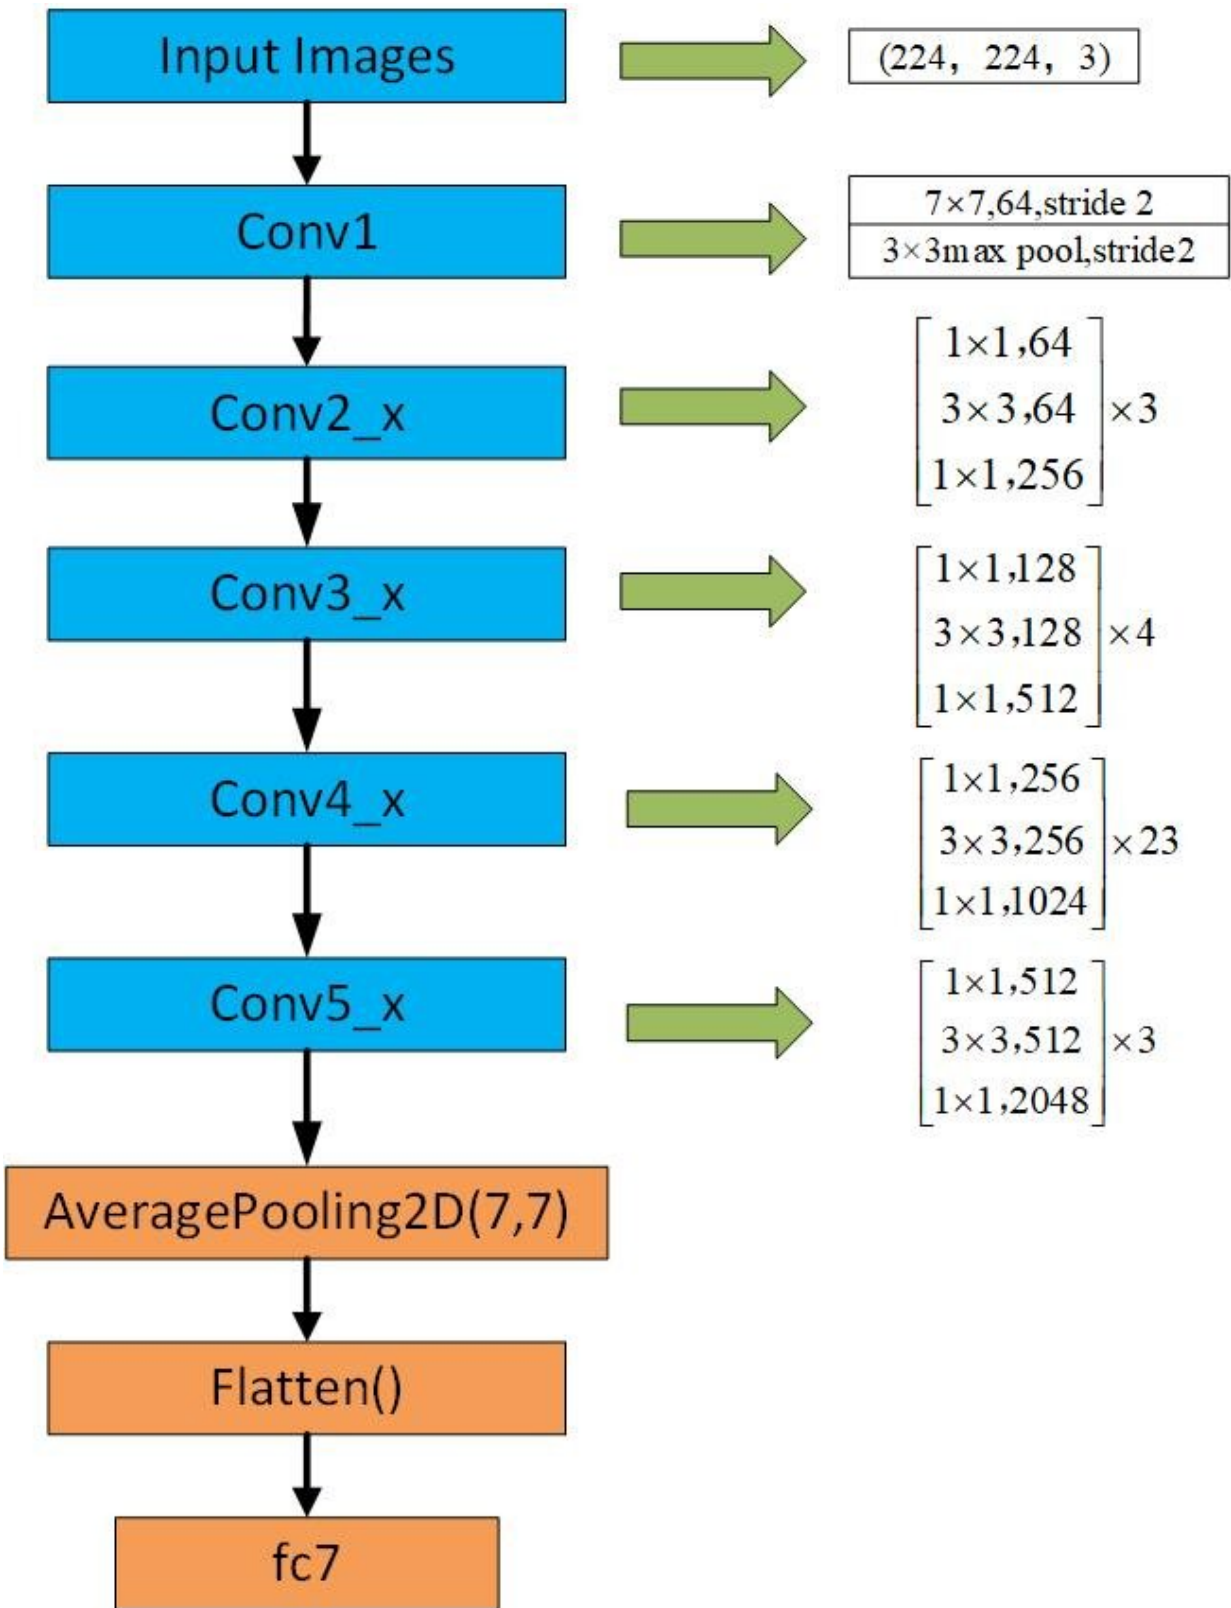 Input Images
(224, 224, 3)
Conv1
7×7,64,stride 2
3×3max pool,stride2
Conv2_x
1×1,64
3×3,64
1×1,256
×3
Conv3_x
1×1,128
3×3,128
1×1,512
×4
Conv4_x
1×1,256
3×3,256
1×1,1024
×23
Conv5_x
1×1,512
3×3,512
1×1,2048
×3
AveragePooling2D(7,7)
Flatten()
fc7